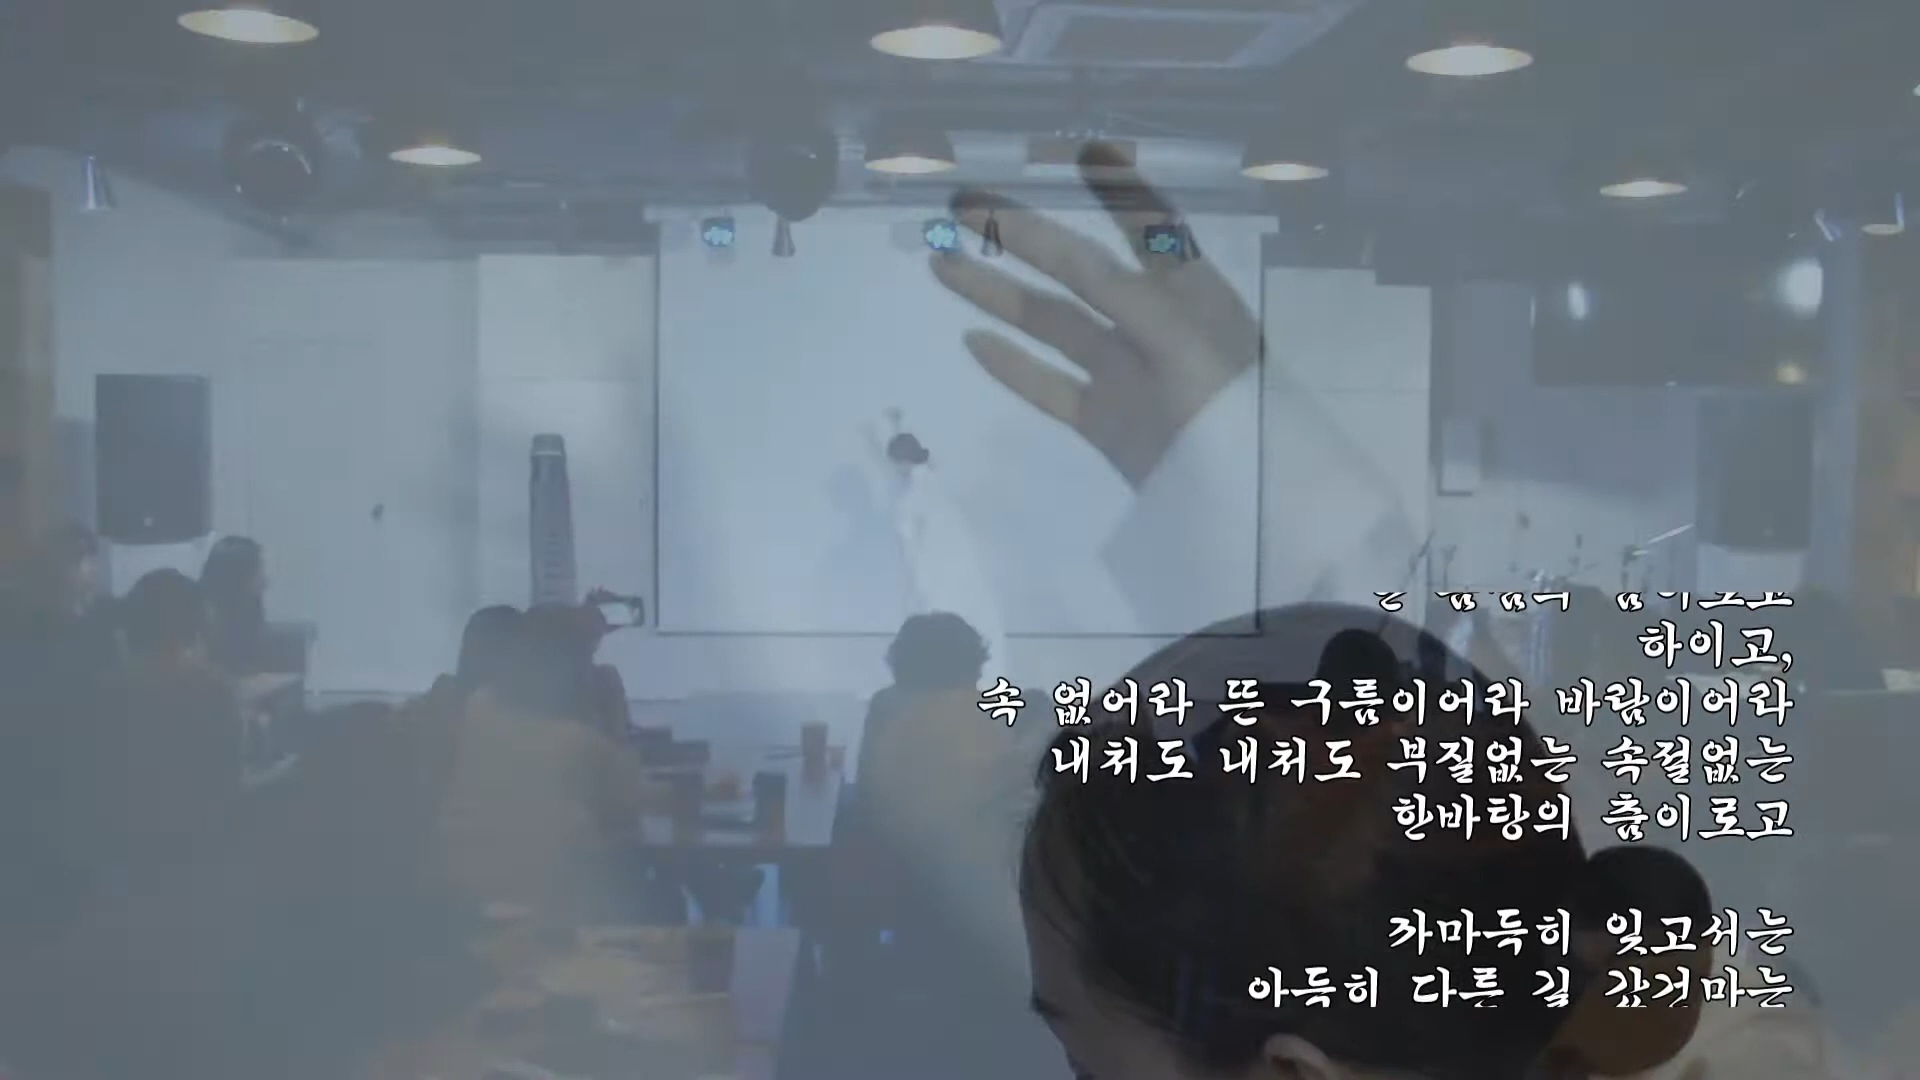 하이고,
속 없어라 뜬 구름이어라 바람이어라
내쳐도 내쳐도 부질없는 속절없는
한바탕의 춤이로고
까마득히 잊고서는
아득히 다른 길 갔건마는